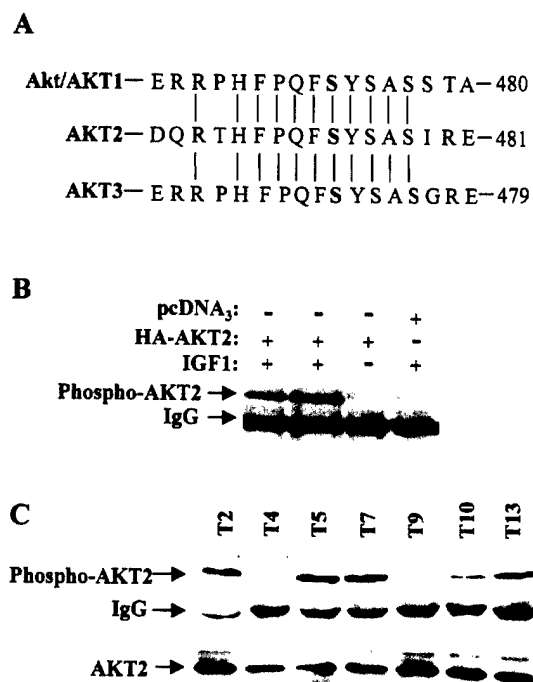 A
Akt/AKT1— E R R P H F P Q F S Y S A S S T A—480
AKT2— D Q R T H F P Q F S Y S A S I R E—481
AKT3— E R R P H F P Q F S Y S A S G R E—479
B
pcDNA3: - - - +
HA-AKT2: + + + -
IGF1: + + - +
Phospho-AKT2
IgG
C
T2 T4 T5 T7 T9 T10 T13
Phospho-AKT2
IgG
AKT2